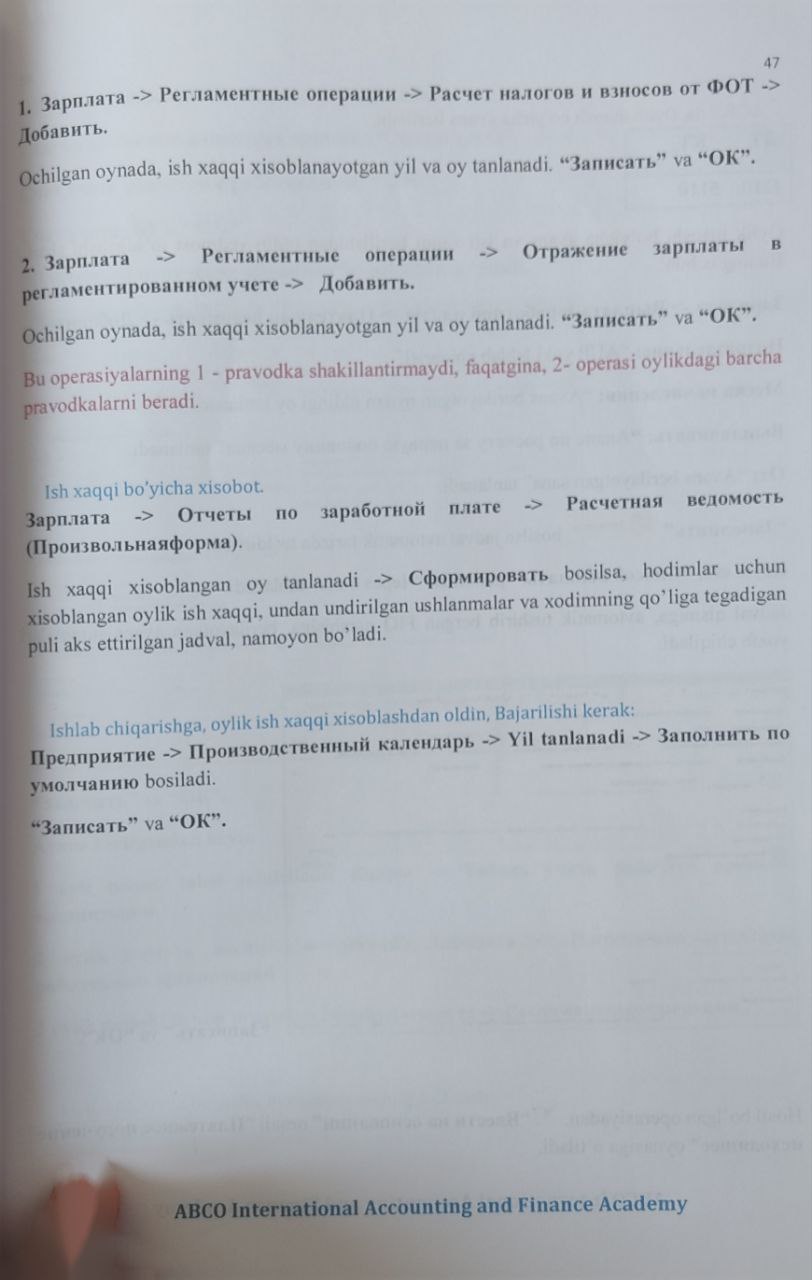 47
1. Зарплата -> Регламентные операции -> Расчет налогов и взносов от ФОТ ->
Добавить.
Ochilgan oynada, ish xaqqi xisoblanayotgan yil va oy tanlanadi. “Записать” va “OK”.
2. Зарплата -> Регламентные операции -> Отражение зарплаты в
регламентированном учете -> Добавить.
Ochilgan oynada, ish xaqqi xisoblanayotgan yil va oy tanlanadi. “Записать” va “OK”.
Bu operasiyalarning 1 - pravodka shakillantirmaydi, faqatgina, 2- operasi oylikdagi barcha
pravodkalarni beradi.
Ish xaqqi bo’yicha xisobot.
Зарплата -> Отчеты по заработной плате -> Расчетная ведомость
(Произвольнаяформа).
Ish xaqqi xisoblangan oy tanlanadi -> Сформировать bosilsa, hodimlar uchun
xisoblangan oylik ish xaqqi, undan undirilgan ushlanmalar va xodimning qo’liga tegadigan
puli aks ettirilgan jadval, namoyon bo’ladi.
Ishlab chiqarishga, oylik ish xaqqi xisoblashdan oldin, Bajarilishi kerak:
Предприятие -> Производственный календарь -> Yil tanlanadi -> Заполнить по
умолчанию bosiladi.
“Записать” va “OK”.
ABCO International Accounting and Finance Academy